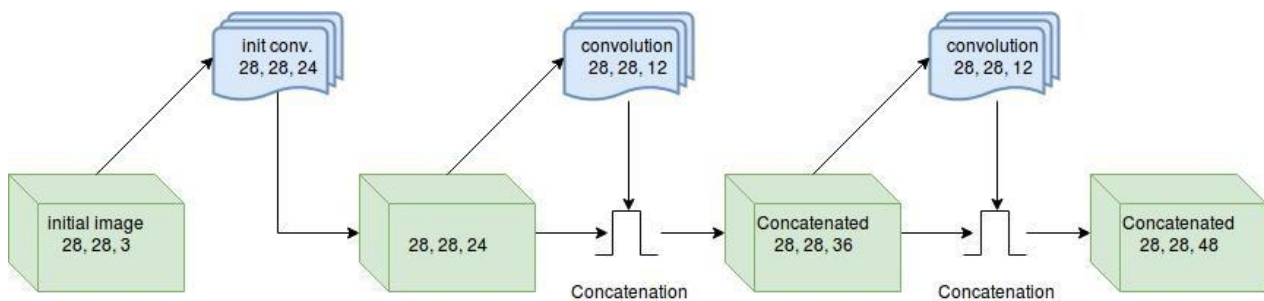 init conv.
28, 28, 24
convolution
28, 28, 12
convolution
28, 28, 12
initial image
28, 28, 3
28, 28, 24
Concatenation
Concatenated
28, 28, 36
Concatenation
Concatenated
28, 28, 48